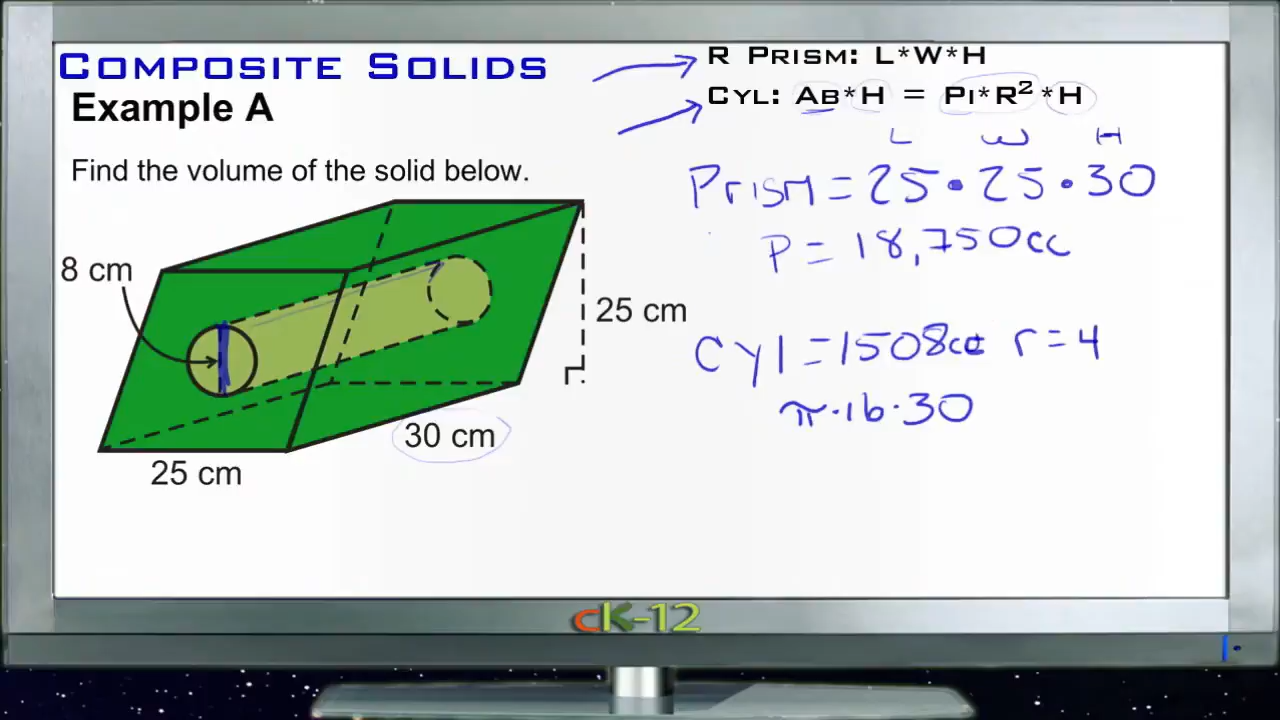 COMPOSITE SOLIDS
Example A
Find the volume of the solid below.
8 cm
25 cm
30 cm
25 cm
R PRISM: L*W*H
CYL: AB*H = PI*R²*H
L W H
Prism = 25 • 25 • 30
P = 18,750cc
Cyl = 1508cc r = 4
π · 16 · 30
cK-12